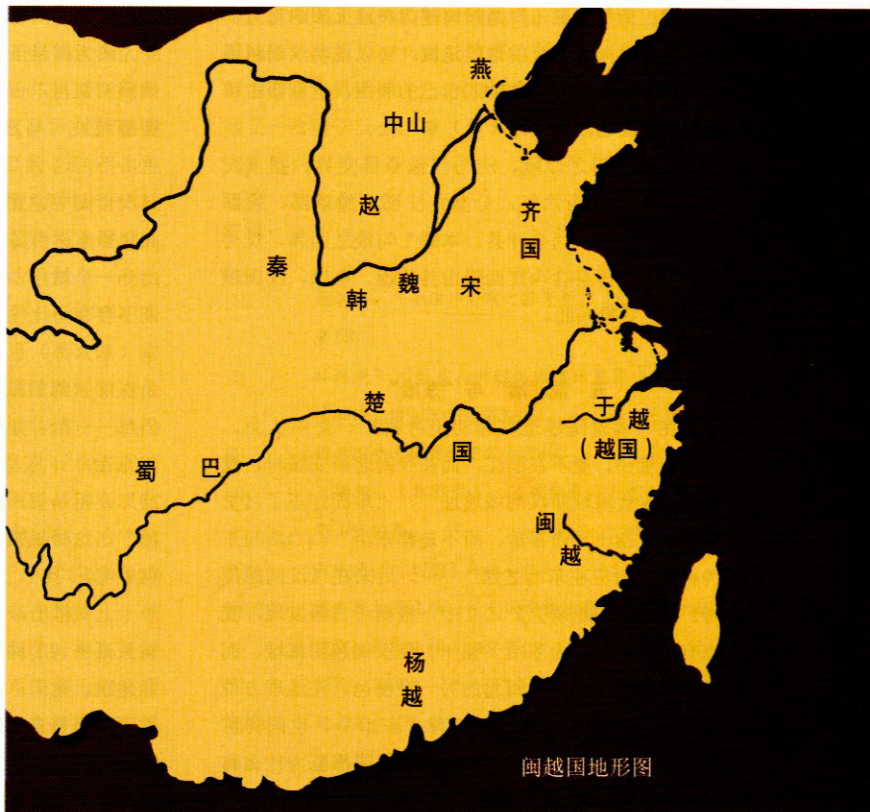 燕
中山
赵
齐国
秦
韩
魏
宋
楚国
于越
（越国）
蜀
巴
闽越
杨越
闽越国地形图